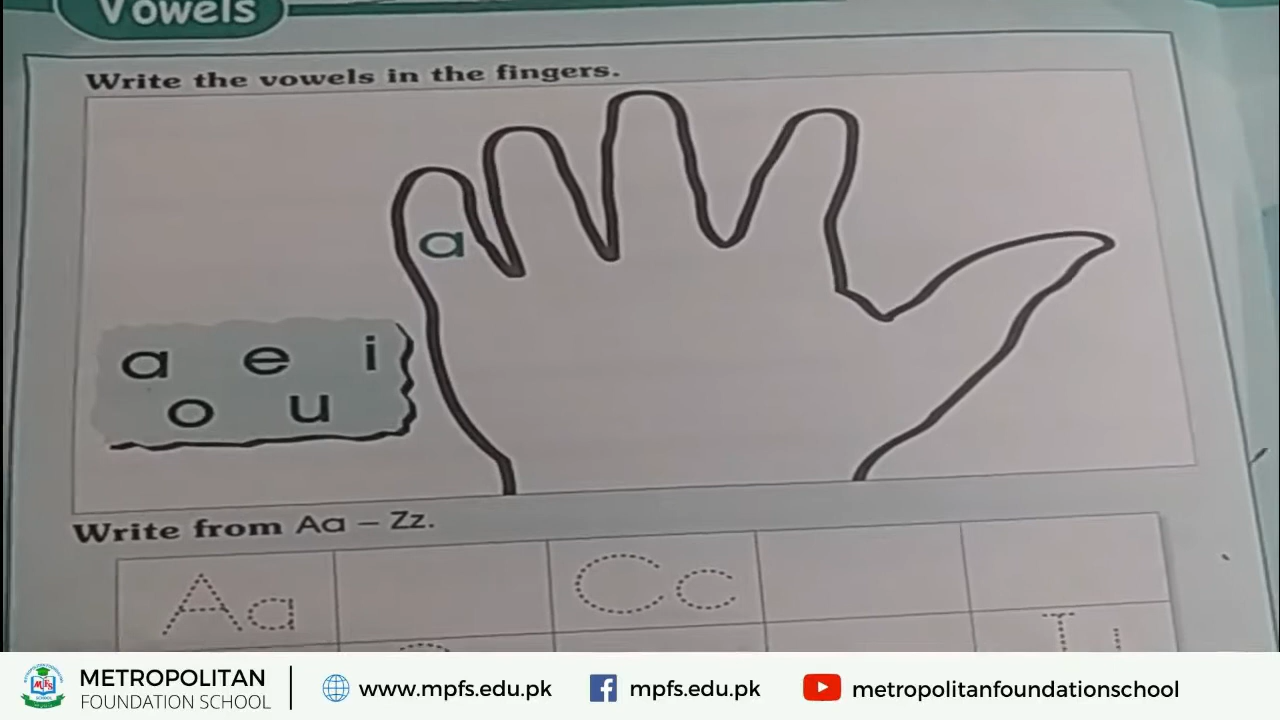 Vowels
Write the vowels in the fingers.
a
a e i
o u
Write from Aa – Zz.
Aa Cc
METROPOLITAN
FOUNDATION SCHOOL
www.mpfs.edu.pk
mpfs.edu.pk
metropolitanfoundationschool